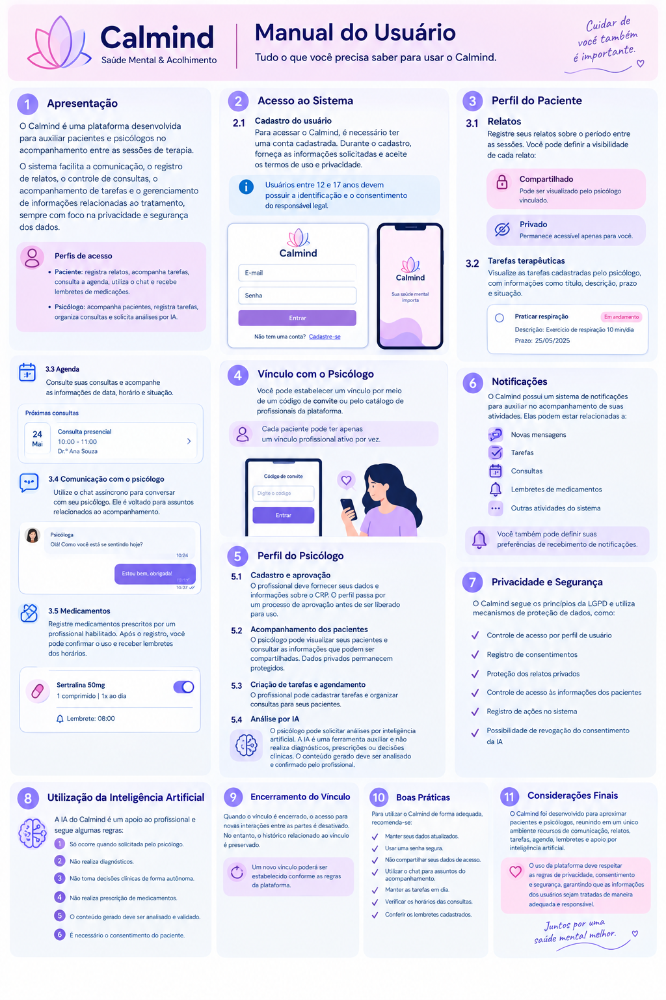 Calmind
Saúde Mental & Acolhimento
Manual do Usuário
Tudo o que você precisa saber para usar o Calmind.
Cuidar de
você também
é importante.
1 Apresentação
O Calmind é uma plataforma desenvolvida
para auxiliar pacientes e psicólogos no
acompanhamento entre as sessões de terapia.
O sistema facilita a comunicação, o registro
de relatos, o controle de consultas, o
acompanhamento de tarefas e o gerenciamento
de informações relacionadas ao tratamento,
sempre com foco na privacidade e segurança
dos dados.
Perfis de acesso
• Paciente: registra relatos, acompanha tarefas,
consulta a agenda, utiliza o chat e recebe
lembretes de medicações.
• Psicólogo: acompanha pacientes, registra tarefas,
organiza consultas e solicita análises por IA.
2 Acesso ao Sistema
2.1 Cadastro do usuário
Para acessar o Calmind, é necessário ter
uma conta cadastrada. Durante o cadastro,
forneça as informações solicitadas e aceite
os termos de uso e privacidade.
Usuários entre 12 e 17 anos devem
possuir a identificação e o consentimento
do responsável legal.
Calmind
E-mail
Senha
Entrar
Não tem uma conta? Cadastre-se
Calmind
Sua saúde mental
importa
3 Perfil do Paciente
3.1 Relatos
Registre seus relatos sobre o período entre
as sessões. Você pode definir a visibilidade
de cada relato:
Compartilhado
Pode ser visualizado pelo psicólogo
vinculado.
Privado
Permanece acessível apenas para você.
3.2 Tarefas terapêuticas
Visualize as tarefas cadastradas pelo psicólogo,
com informações como título, descrição, prazo
e situação.
Praticar respiração
Em andamento
Descrição: Exercício de respiração 10 min/dia
Prazo: 25/05/2025
3.3 Agenda
Consulte suas consultas e acompanhe
as informações de data, horário e situação.
Próximas consultas
24
Mai
Consulta presencial
10:00 - 11:00
Dr.ª Ana Souza
3.4 Comunicação com o psicólogo
Utilize o chat assíncrono para conversar
com seu psicólogo. Ele é voltado para assuntos
relacionados ao acompanhamento.
Psicóloga
Olá! Como você está se sentindo hoje?
10:24
Estou bem, obrigada!
10:27
3.5 Medicamentos
Registre medicamentos prescritos por um
profissional habilitado. Após o registro, você
pode confirmar o uso e receber lembretes
dos horários.
Sertralina 50mg
1 comprimido | 1x ao dia
Lembrete: 08:00
4 Vínculo com o Psicólogo
Você pode estabelecer um vínculo por meio
de um código de convite ou pelo catálogo de
profissionais da plataforma.
Cada paciente pode ter apenas
um vínculo profissional ativo por vez.
Código de convite
Digite o código
Entrar
5 Perfil do Psicólogo
5.1 Cadastro e aprovação
O profissional deve fornecer seus dados e
informações sobre o CRP. O perfil passa por
um processo de aprovação antes de ser liberado
para uso.
5.2 Acompanhamento dos pacientes
O psicólogo pode visualizar seus pacientes e
consultar as informações que podem ser
compartilhadas. Dados privados permanecem
protegidos.
5.3 Criação de tarefas e agendamento
O profissional pode cadastrar tarefas e organizar
consultas para seus pacientes.
5.4 Análise por IA
O psicólogo pode solicitar análises por inteligência
artificial. A IA é uma ferramenta auxiliar e não
realiza diagnósticos, prescrições ou decisões
clínicas. O conteúdo gerado deve ser analisado
e confirmado pelo profissional.
6 Notificações
O Calmind possui um sistema de notificações
para auxiliar no acompanhamento de suas
atividades. Elas podem estar relacionadas a:
Novas mensagens
Tarefas
Consultas
Lembretes de medicamentos
Outras atividades do sistema
Você também pode definir suas
preferências de recebimento de notificações.
7 Privacidade e Segurança
O Calmind segue os princípios da LGPD e utiliza
mecanismos de proteção de dados, como:
Controle de acesso por perfil de usuário
Registro de consentimentos
Proteção dos relatos privados
Controle de acesso às informações dos pacientes
Registro de ações no sistema
Possibilidade de revogação do consentimento
da IA
8 Utilização da Inteligência Artificial
A IA do Calmind é um apoio ao profissional e
segue algumas regras:
1 Só ocorre quando solicitada pelo psicólogo.
2 Não realiza diagnósticos.
3 Não toma decisões clínicas de forma autônoma.
4 Não realiza prescrição de medicamentos.
5 O conteúdo gerado deve ser analisado e validado.
6 É necessário o consentimento do paciente.
9 Encerramento do Vínculo
Quando o vínculo é encerrado, o acesso para
novas interações entre as partes é desativado.
No entanto, o histórico relacionado ao vínculo
é preservado.
Um novo vínculo poderá ser
estabelecido conforme as regras
da plataforma.
10 Boas Práticas
Para utilizar o Calmind de forma adequada,
recomenda-se:
Manter seus dados atualizados.
Usar uma senha segura.
Não compartilhar seus dados de acesso.
Utilizar o chat para assuntos do
acompanhamento.
Manter as tarefas em dia.
Verificar os horários das consultas.
Conferir os lembretes cadastrados.
11 Considerações Finais
O Calmind foi desenvolvido para aproximar
pacientes e psicólogos, reunindo em um único
ambiente recursos de comunicação, relatos,
tarefas, agenda, lembretes e apoio por
inteligência artificial.
O uso da plataforma deve respeitar
as regras de privacidade, consentimento
e segurança, garantindo que as informações
dos usuários sejam tratadas de maneira
adequada e responsável.
Juntos por uma
saúde mental melhor.